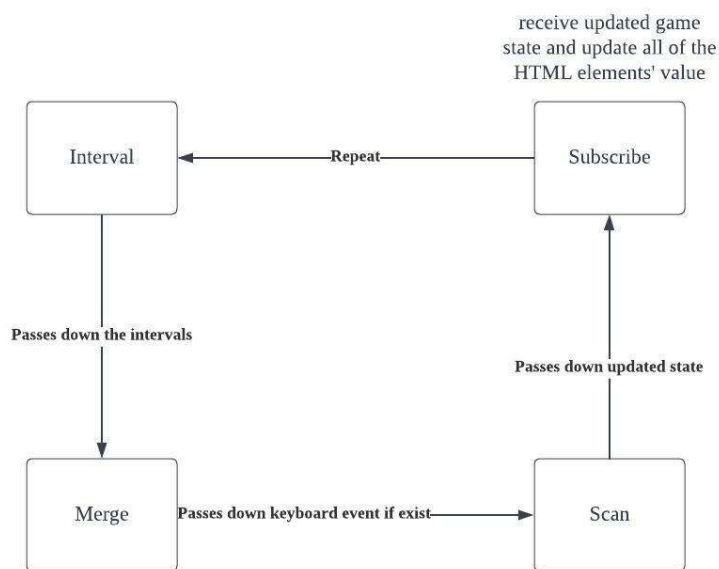 receive updated game
state and update all of the
HTML elements' value
Interval
Repeat
Subscribe
Passes down the intervals
Passes down updated state
Merge
Passes down keyboard event if exist
Scan